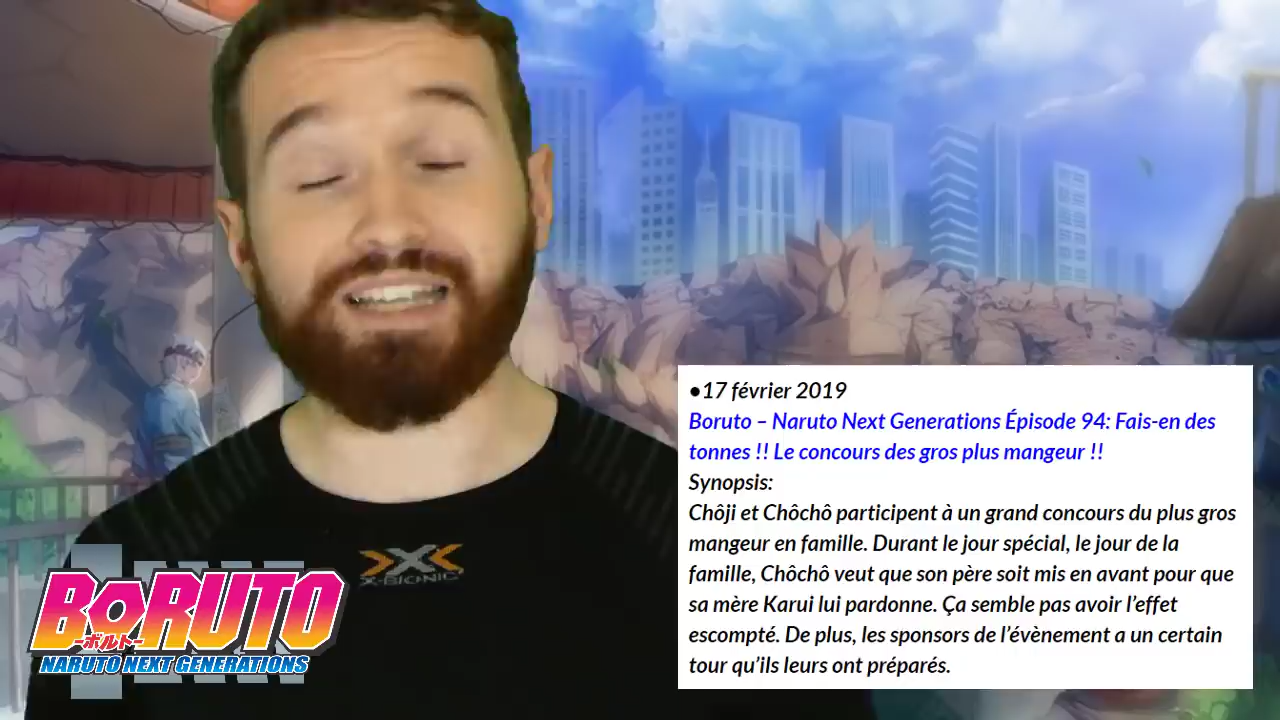 ●17 février 2019
Boruto – Naruto Next Generations Épisode 94: Fais-en des
tonnes !! Le concours des gros plus mangeur !!
Synopsis:
Chôji et Chôchô participent à un grand concours du plus gros
mangeur en famille. Durant le jour spécial, le jour de la
famille, Chôchô veut que son père soit mis en avant pour que
sa mère Karui lui pardonne. Ça semble pas avoir l’effet
escompté. De plus, les sponsors de l’évènement a un certain
tour qu’ils leurs ont préparés.
X-BIONIC
BORUTO
-ボルト-
NARUTO NEXT GENERATIONS